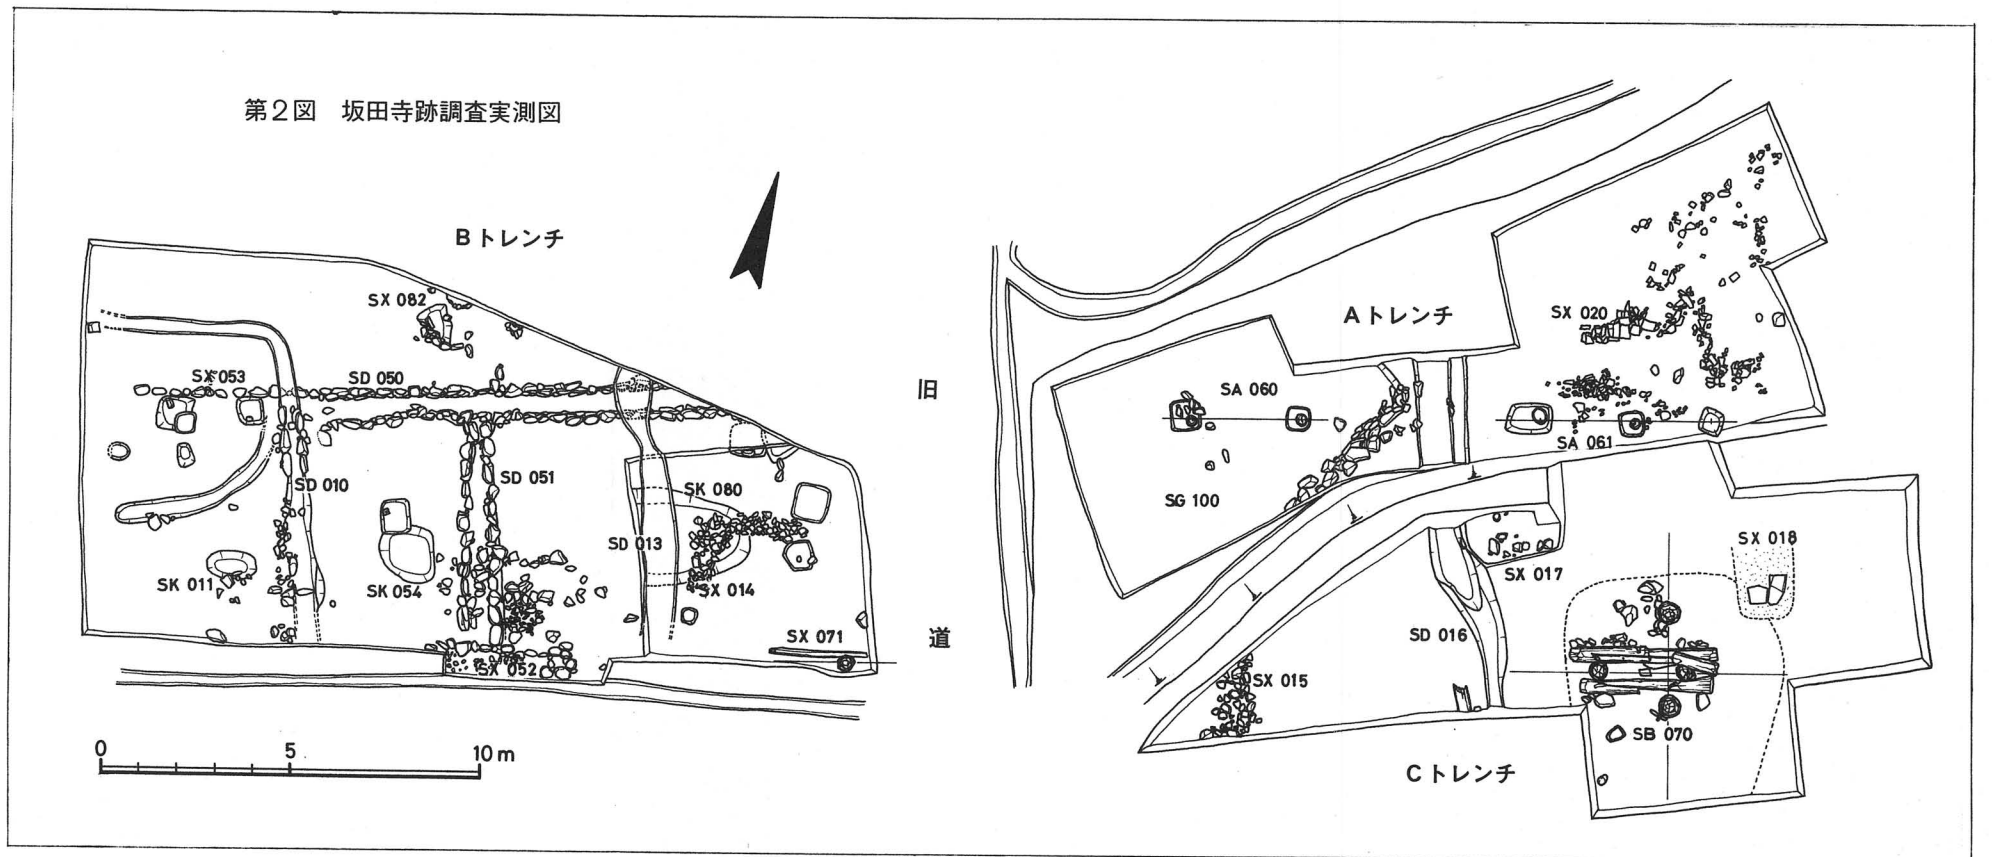 第2図 坂田寺跡調査実測図
Bトレンチ
SX 082
SX 053
SD 050
SD 010
SD 051
SK 080
SD 013
SK 011
SK 054
SX 014
SX 071
SX 052
0 5 10 m
旧
道
Aトレンチ
SX 020
SA 060
SA 061
SG 100
SX 018
SX 017
SD 016
SX 015
SB 070
Cトレンチ